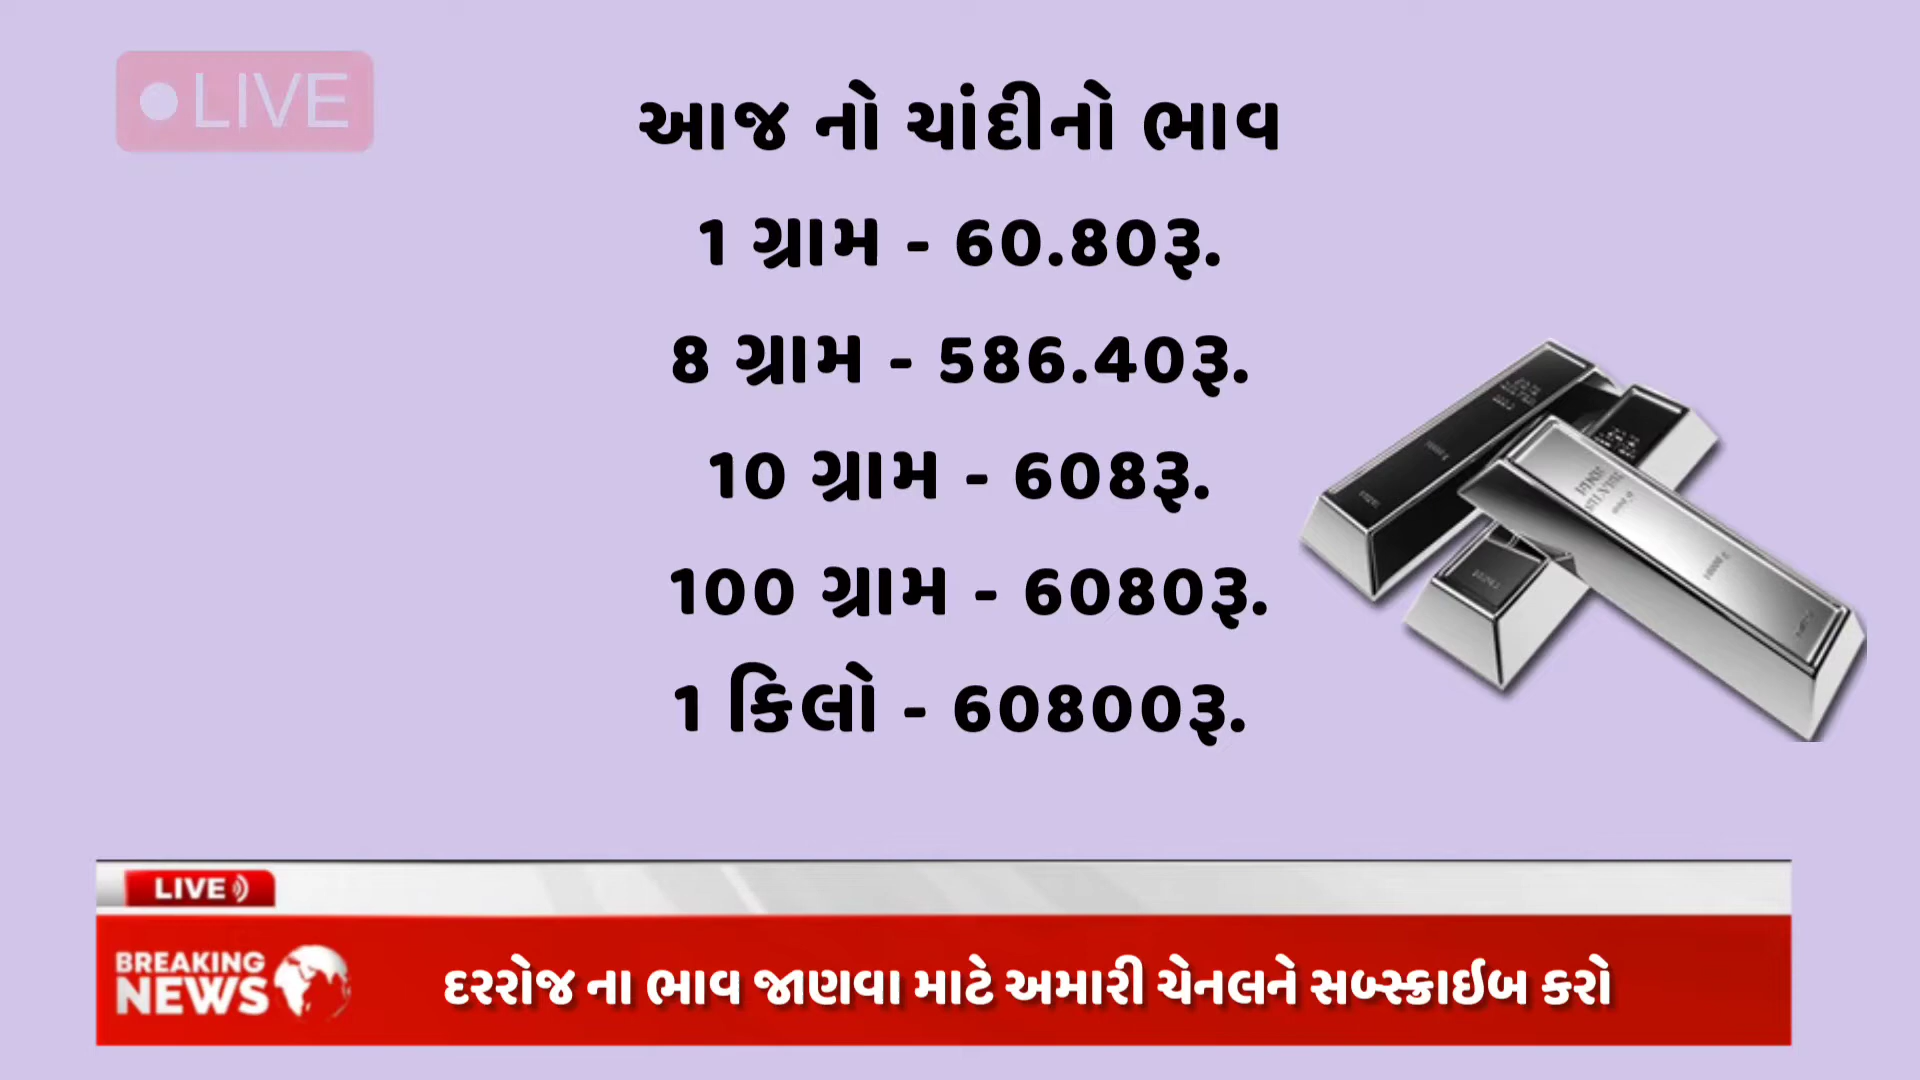 LIVE
આજ નો ચાંદીનો ભાવ
1 ગ્રામ - 60.80રૂ.
8 ગ્રામ - 586.40રૂ.
10 ગ્રામ - 608રૂ.
100 ગ્રામ - 6080રૂ.
1 કિલો - 60800રૂ.
LIVE
BREAKING
NEWS
દરરોજ ના ભાવ જાણવા માટે અમારી ચેનલને સબ્સ્ક્રાઇબ કરો